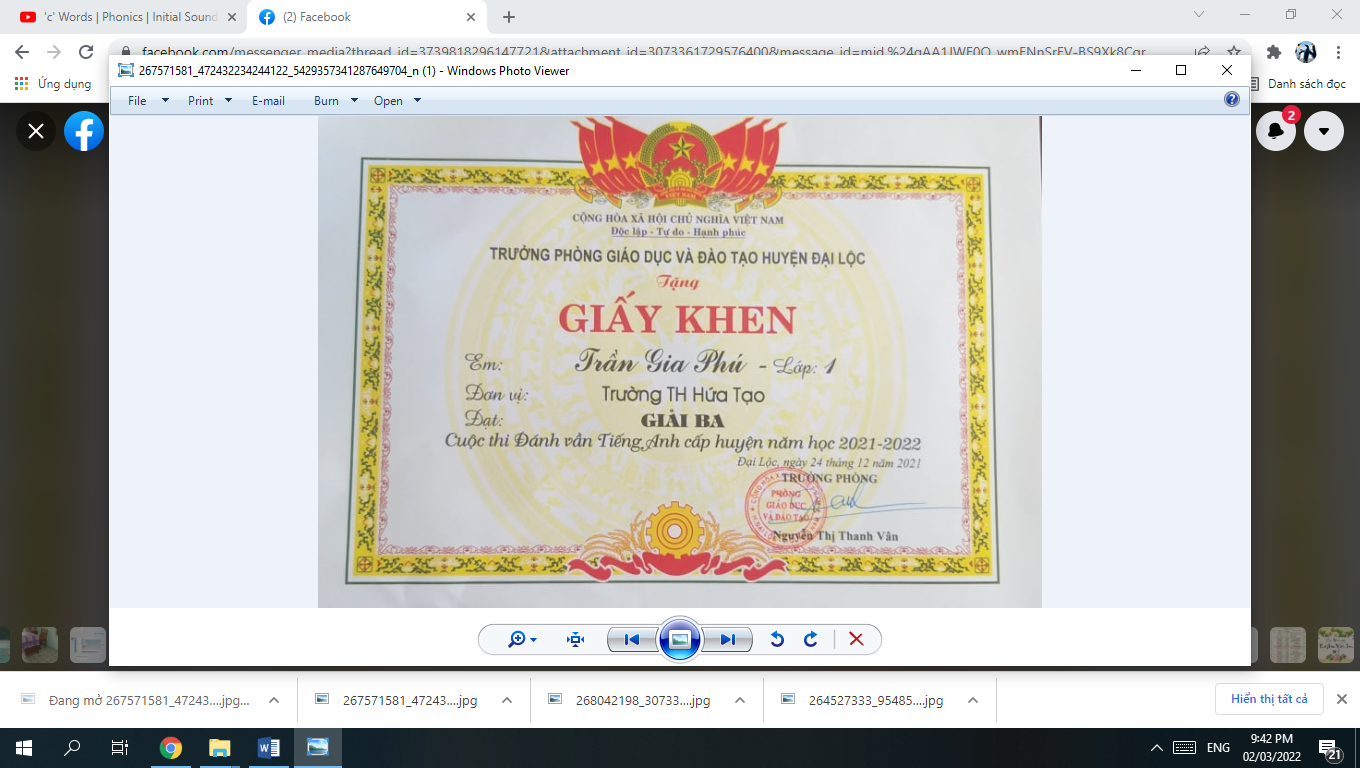 'c' Words | Phonics | Initial Sound
(2) Facebook
facebook.com/messenger_media?thread_id=3739818296147721&attachment_id=3073361729576400&message_id=mid.%24gAA1JWF0O_wmFNnSrFV-BS9Xk8Cgr
Ứng dụng
Danh sách đọc
2
267571581_472432234244122_5429357341287649704_n (1) - Windows Photo Viewer
File Print E-mail Burn Open
CỘNG HÒA XÃ HỘI CHỦ NGHĨA VIỆT NAM
Độc lập - Tự do - Hạnh phúc
TRƯỞNG PHÒNG GIÁO DỤC VÀ ĐÀO TẠO HUYỆN ĐẠI LỘC
Tặng
GIẤY KHEN
Em: Trần Gia Phú - Lớp: 1
Đơn vị: Trường TH Hứa Tạo
Đạt: GIẢI BA
Cuộc thi Đánh vần Tiếng Anh cấp huyện năm học 2021-2022
Đại Lộc, ngày 24 tháng 12 năm 2021
TRƯỞNG PHÒNG
PHÒNG
GIÁO DỤC
VÀ ĐÀO TẠO
Nguyễn Thị Thanh Vân
Đang mở 267571581_47243....jpg...
267571581_47243....jpg
268042198_30733....jpg
264527333_95485....jpg
Hiển thị tất cả
ENG
9:42 PM
02/03/2022
21